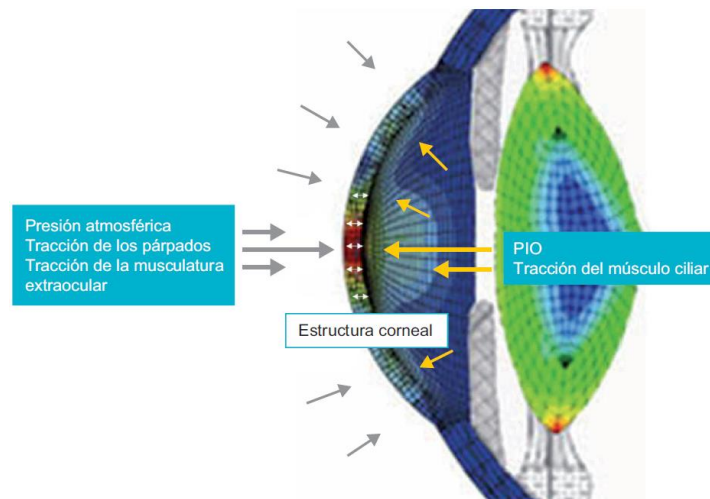 Presión atmosférica
Tracción de los párpados
Tracción de la musculatura
extraocular
PIO
Tracción del músculo ciliar
Estructura corneal